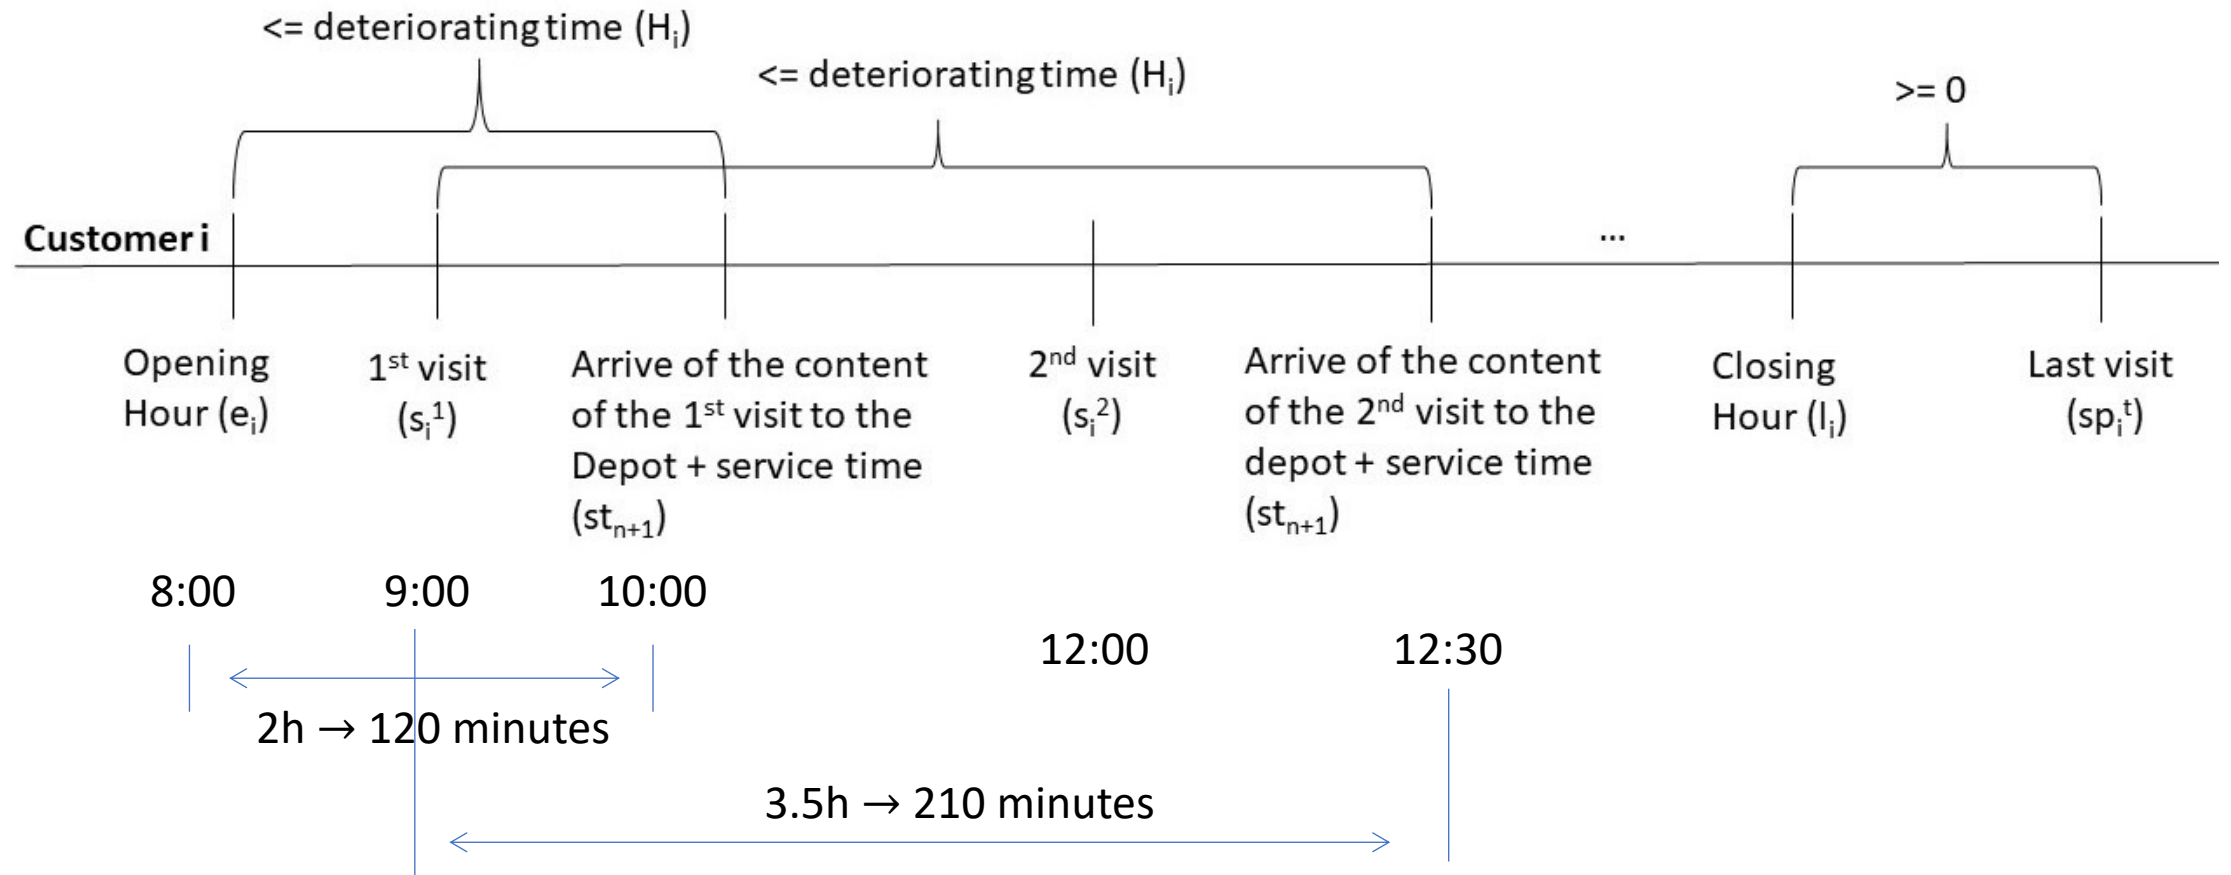 <= deteriorating time (Hᵢ)
<= deteriorating time (Hᵢ)
>= 0
Customer i
...
Opening
Hour (eᵢ)
1ˢᵗ visit
(sᵢ¹)
Arrive of the content
of the 1ˢᵗ visit to the
Depot + service time
(stₙ₊₁)
2ⁿᵈ visit
(sᵢ²)
Arrive of the content
of the 2ⁿᵈ visit to the
depot + service time
(stₙ₊₁)
Closing
Hour (lᵢ)
Last visit
(spᵢᵗ)
8:00
9:00
10:00
12:00
12:30
2h → 120 minutes
3.5h → 210 minutes